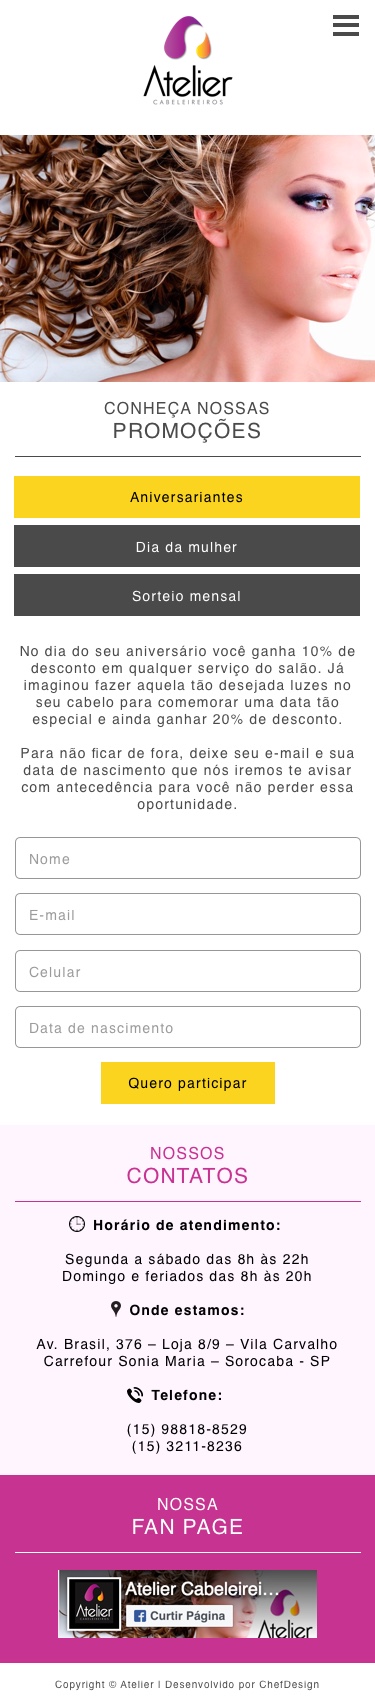 Atelier
CABELEIREIROS
CONHEÇA NOSSAS
PROMOÇÕES
Aniversariantes
Dia da mulher
Sorteio mensal
No dia do seu aniversário você ganha 10% de
desconto em qualquer serviço do salão. Já
imaginou fazer aquela tão desejada luzes no
seu cabelo para comemorar uma data tão
especial e ainda ganhar 20% de desconto.
Para não ficar de fora, deixe seu e-mail e sua
data de nascimento que nós iremos te avisar
com antecedência para você não perder essa
oportunidade.
Nome
E-mail
Celular
Data de nascimento
Quero participar
NOSSOS
CONTATOS
Horário de atendimento:
Segunda a sábado das 8h às 22h
Domingo e feriados das 8h às 20h
Onde estamos:
Av. Brasil, 376 – Loja 8/9 – Vila Carvalho
Carrefour Sonia Maria – Sorocaba - SP
Telefone:
(15) 98818-8529
(15) 3211-8236
NOSSA
FAN PAGE
Atelier
CABELEIREIROS
Atelier Cabeleirei...
Curtir Página
Atelier
Copyright © Atelier | Desenvolvido por ChefDesign